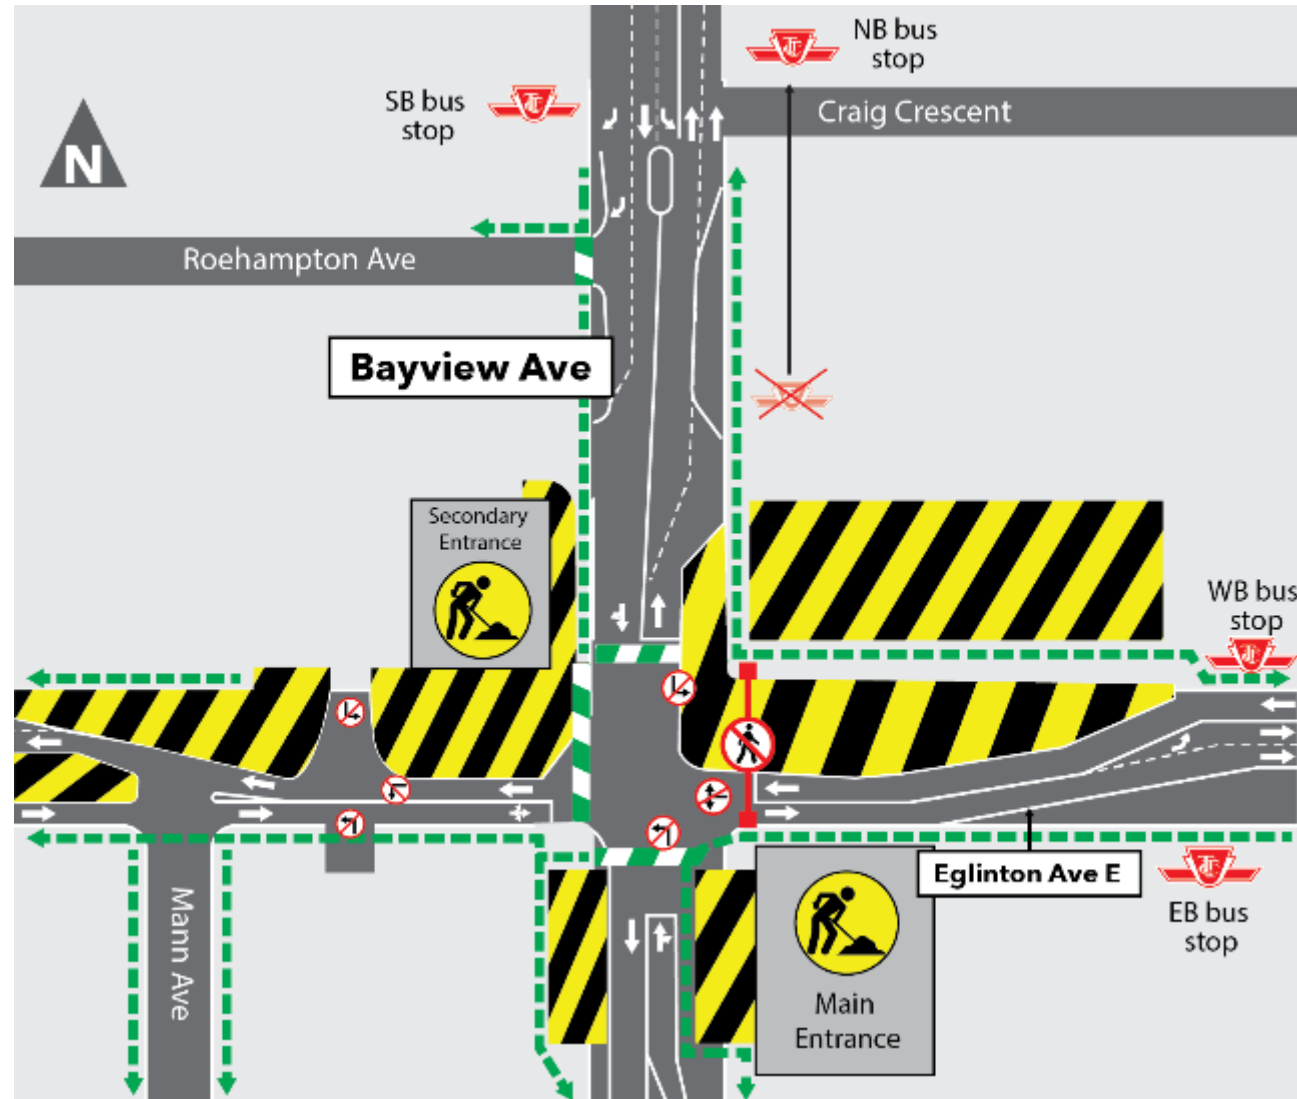 NB bus
stop
SB bus
stop
Craig Crescent
N
Roehampton Ave
Bayview Ave
Secondary
Entrance
WB bus
stop
Eglinton Ave E
Mann Ave
EB bus
stop
Main
Entrance